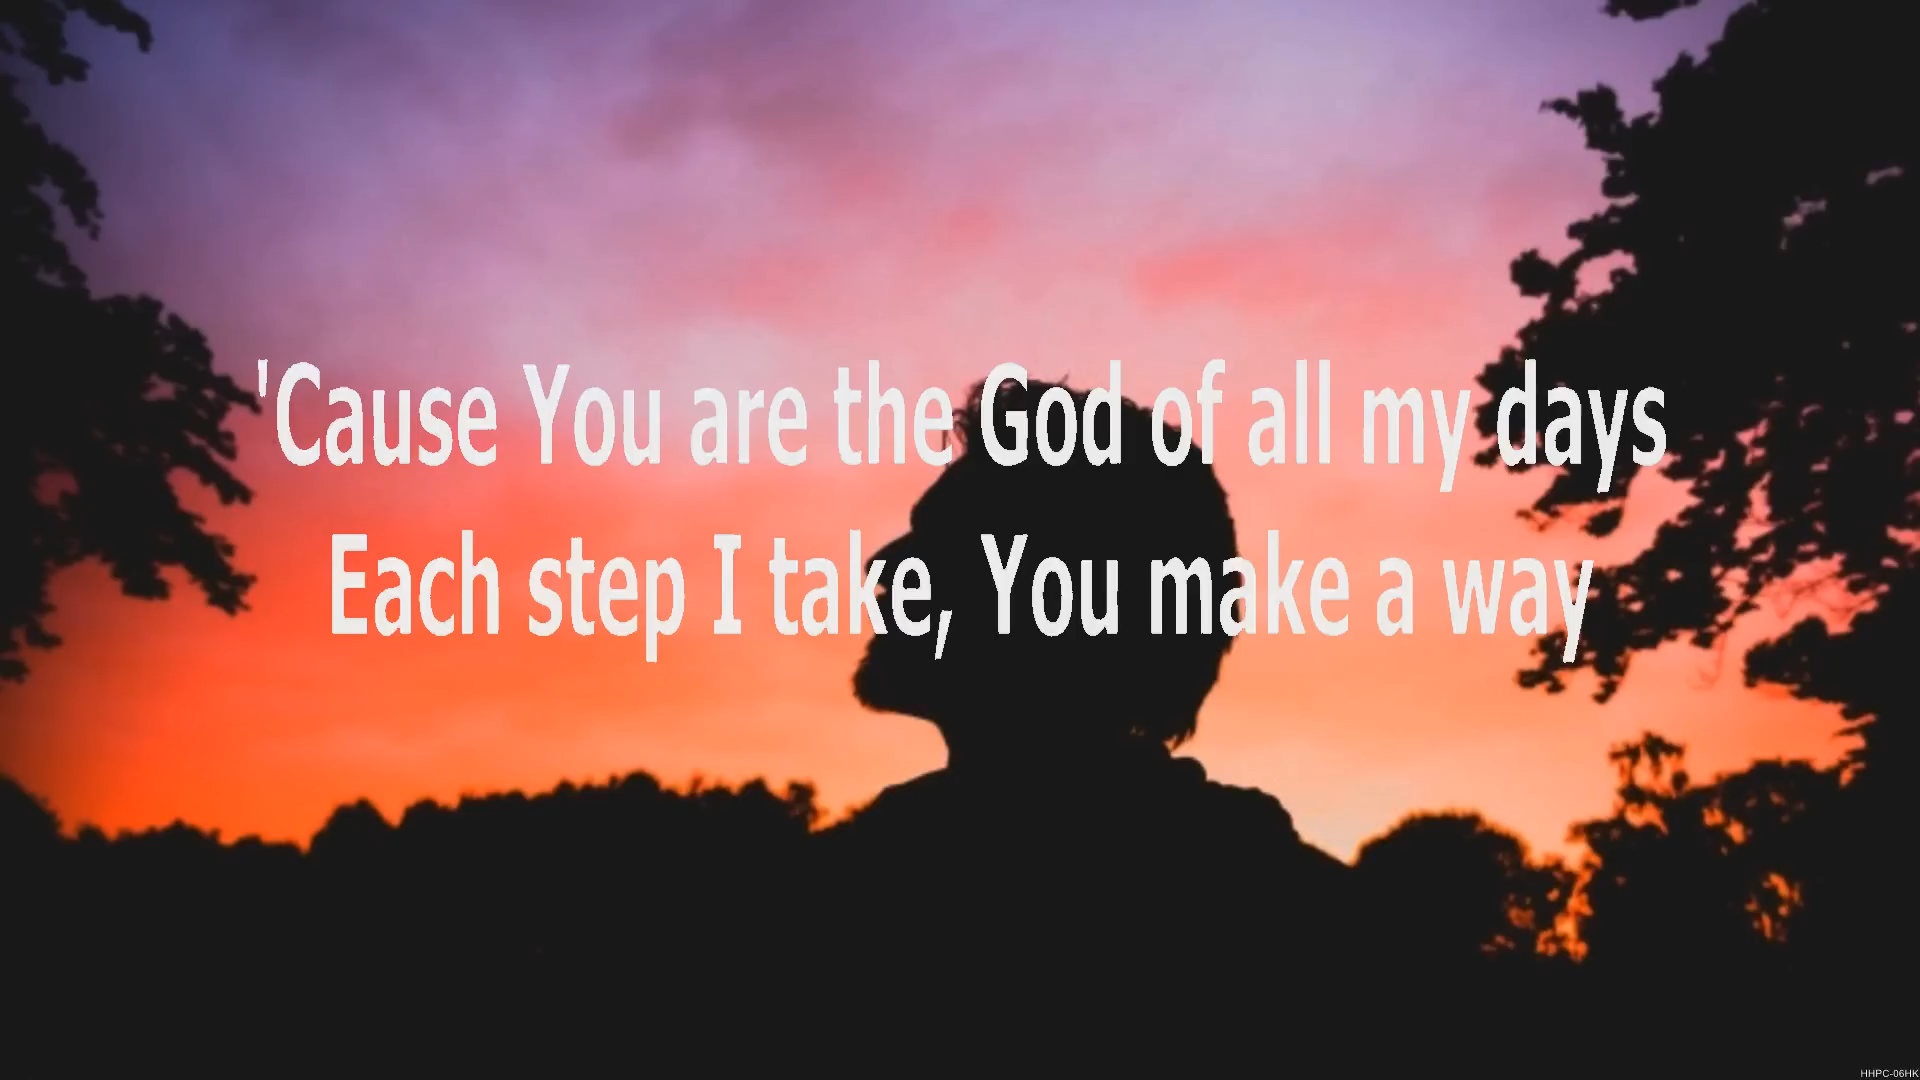 'Cause You are the God of all my days
Each step I take, You make a way
HHPC-06HK